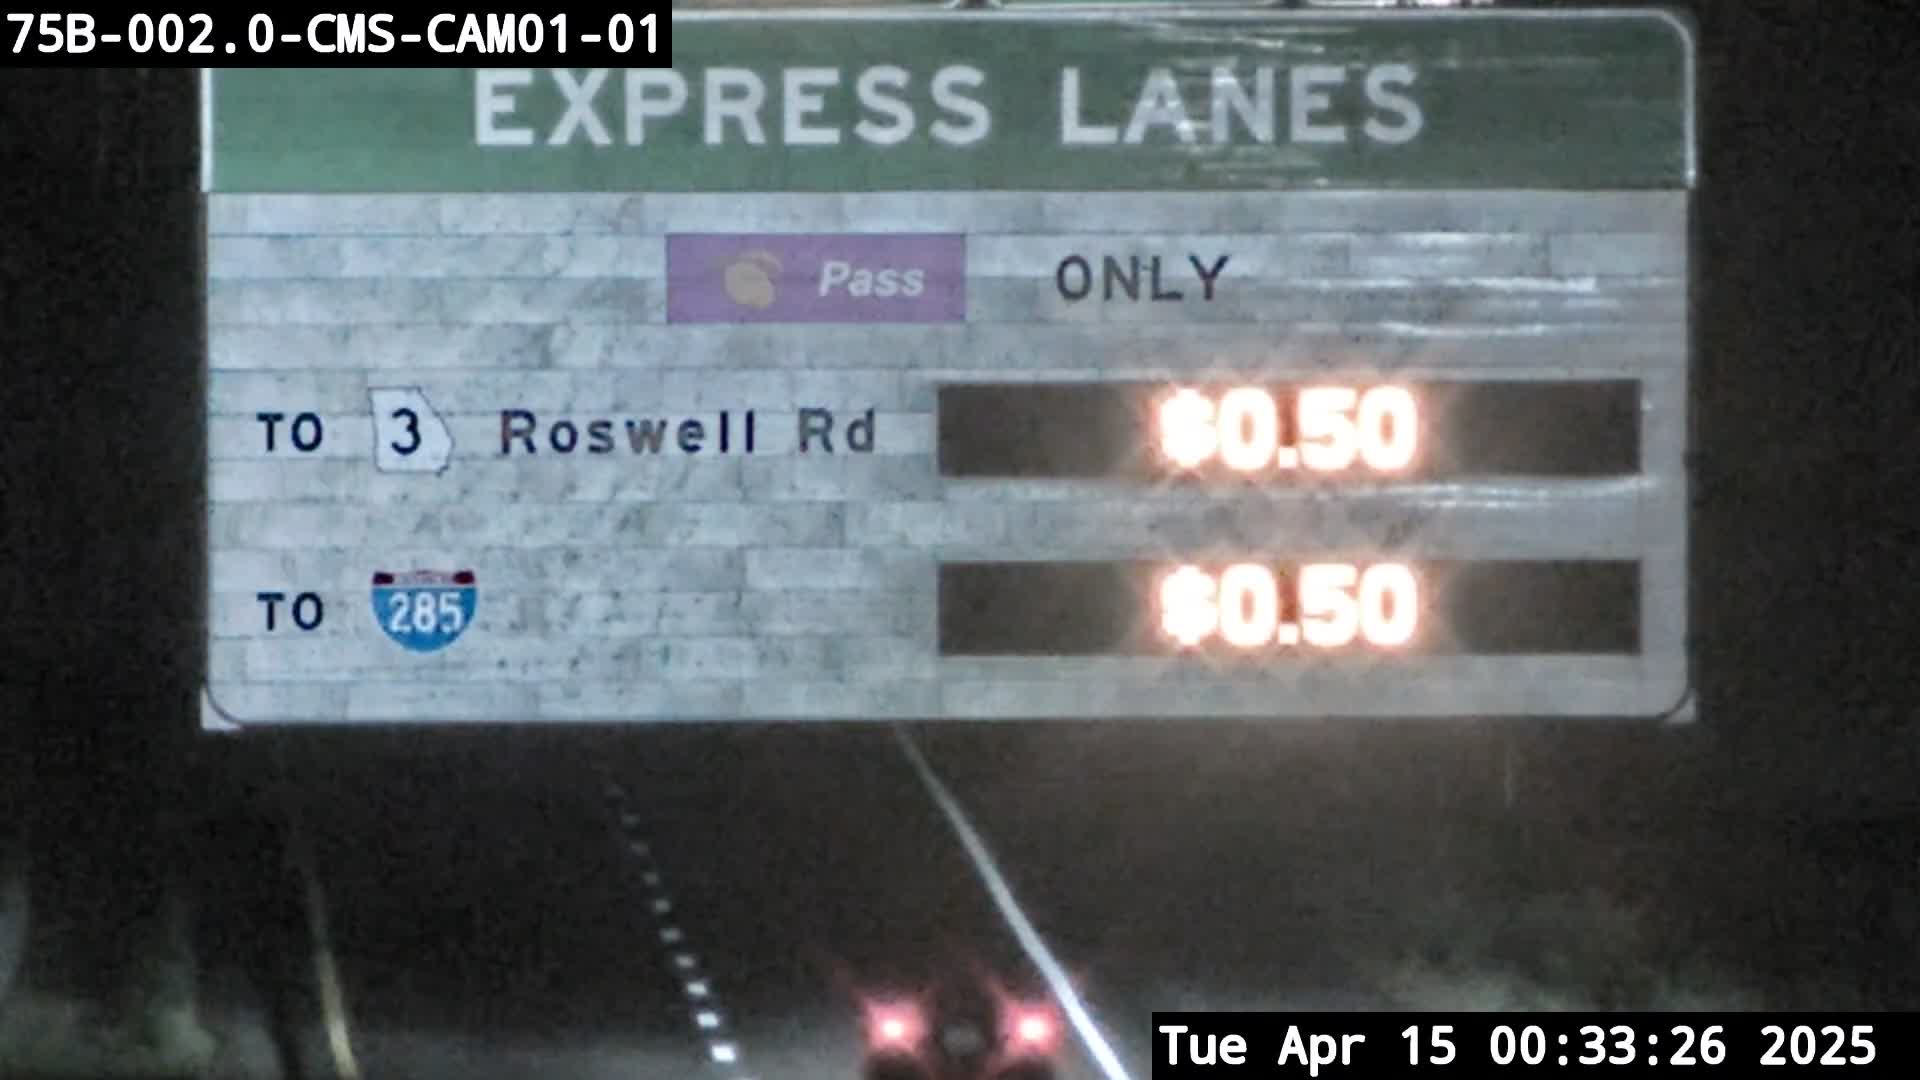 75B-002.0-CMS-CAM01-01
EXPRESS LANES
Pass ONLY
TO 3 Roswell Rd $0.50
TO 285 $0.50
Tue Apr 15 00:33:26 2025